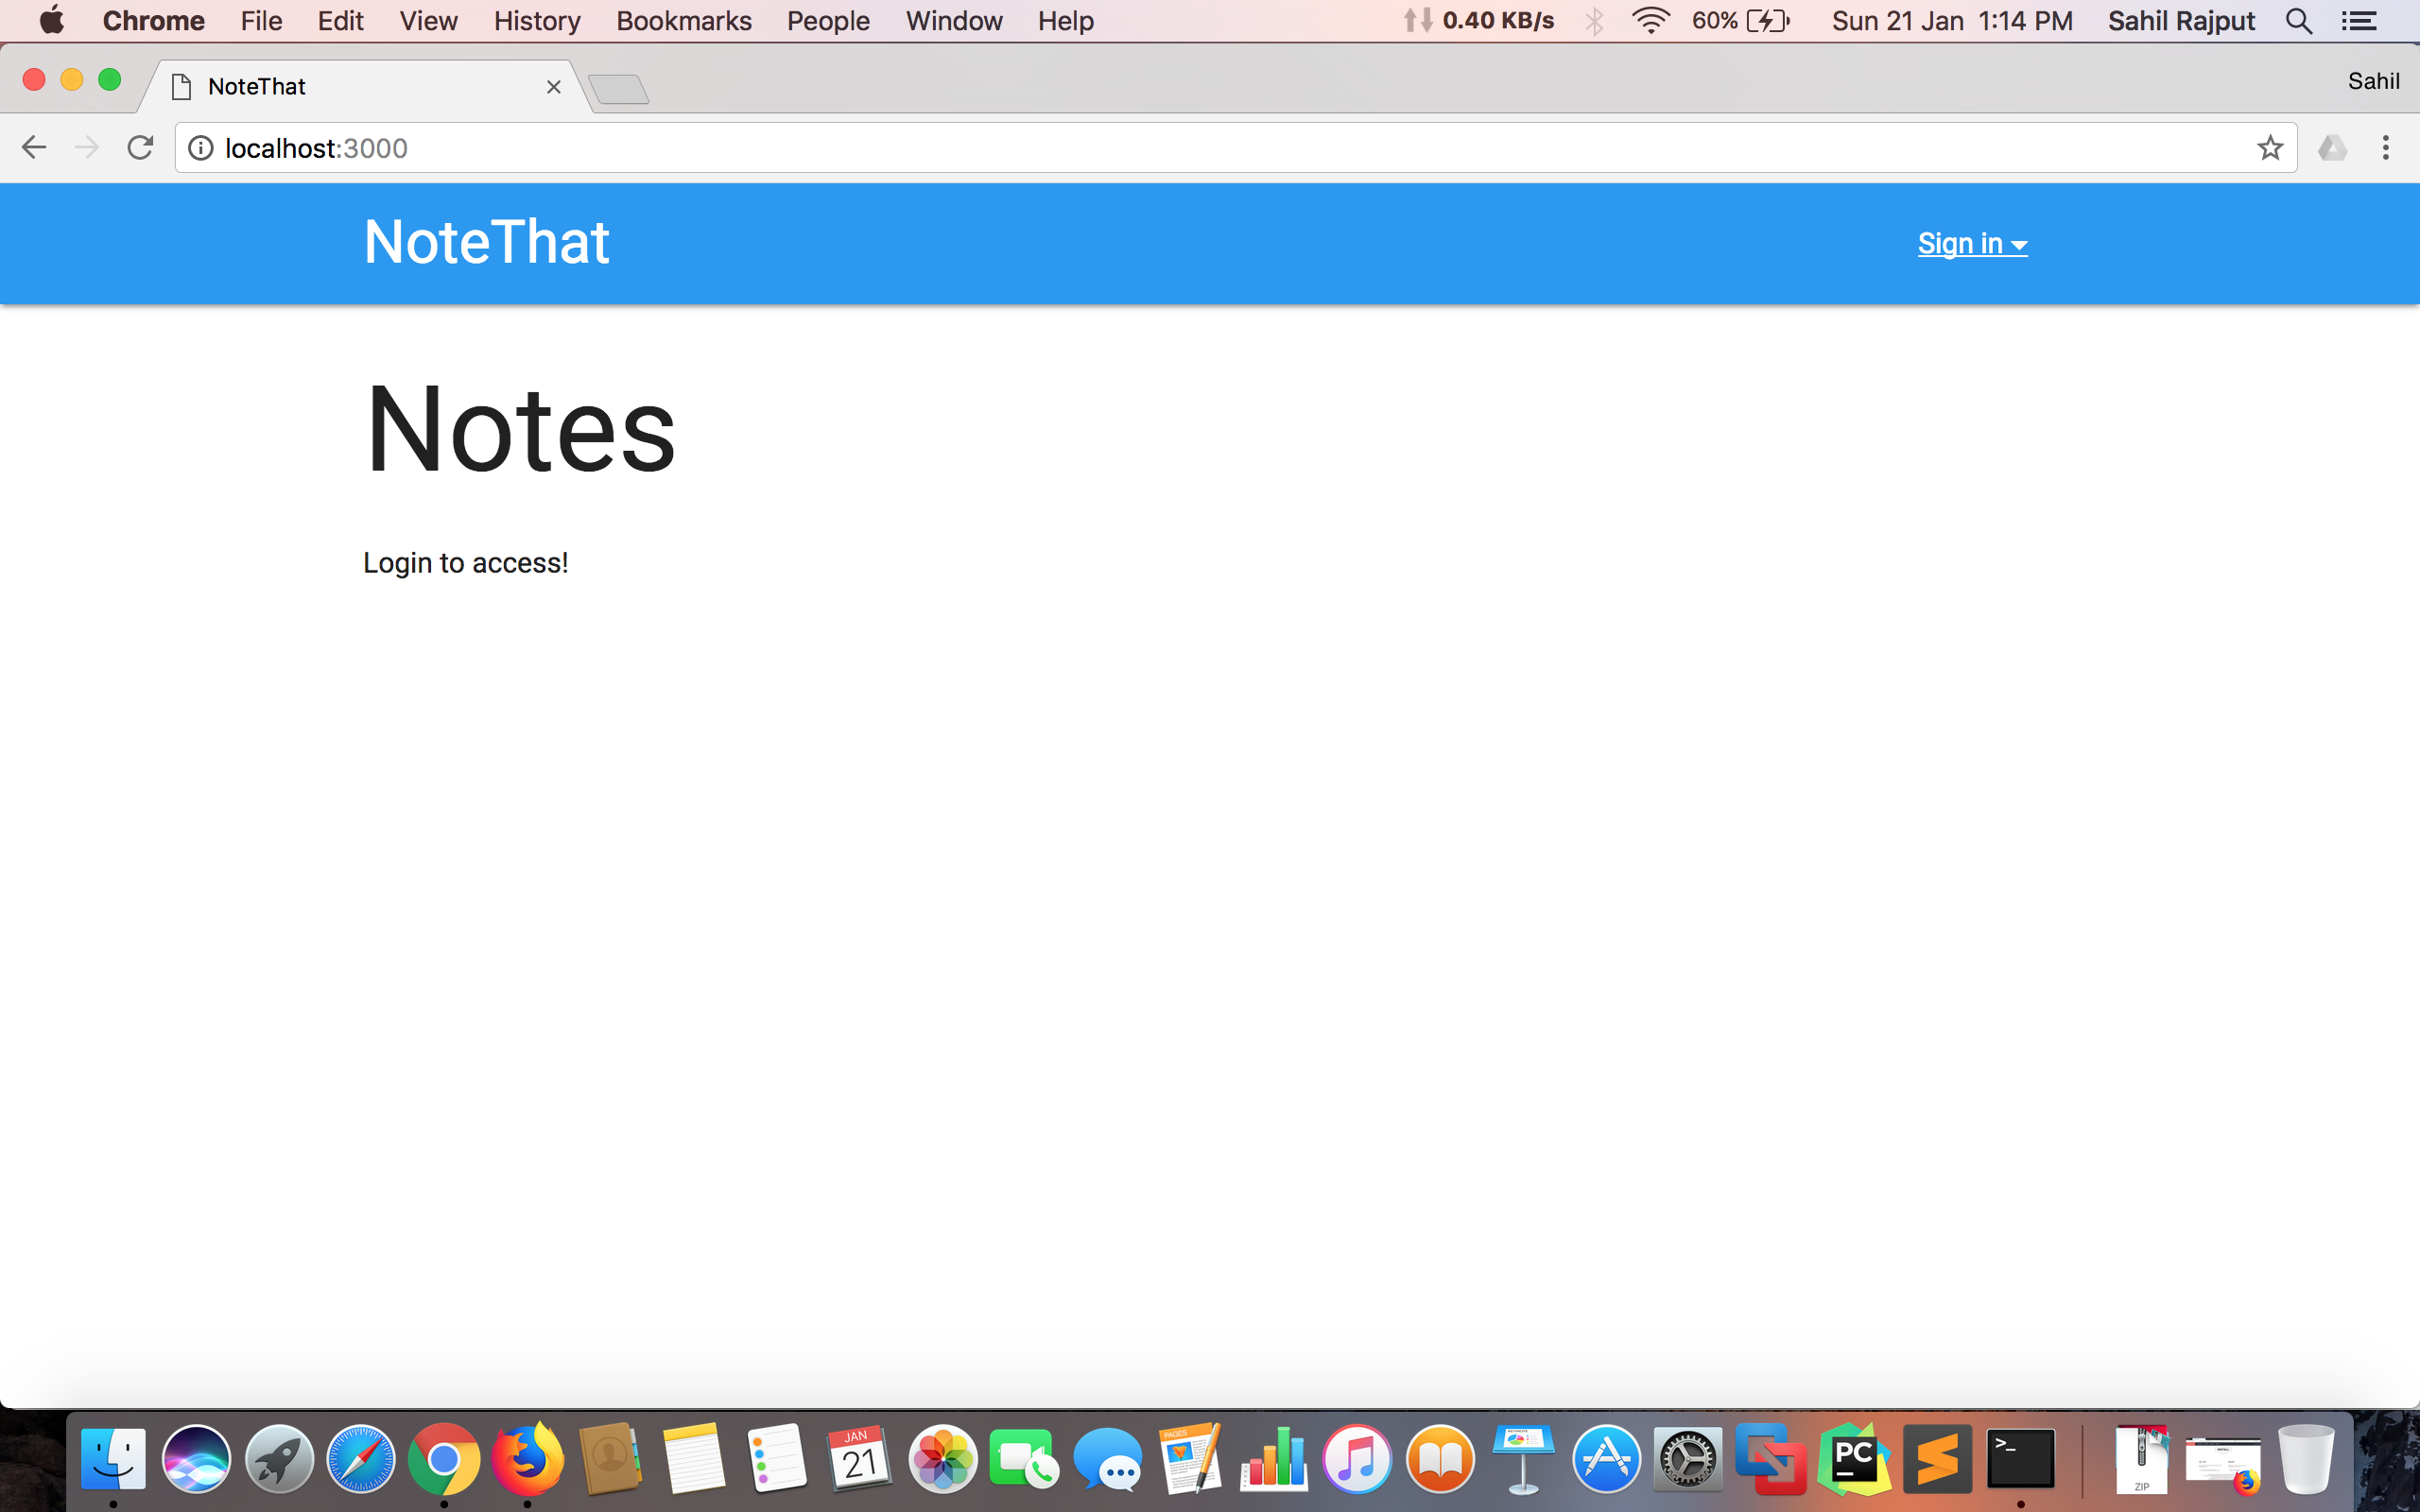 Chrome File Edit View History Bookmarks People Window Help 0.40 KB/s 60% Sun 21 Jan 1:14 PM Sahil Rajput
NoteThat Sahil
localhost:3000
NoteThat Sign in
Notes
Login to access!
JAN
21
PAGES
PC
>_
ZIP